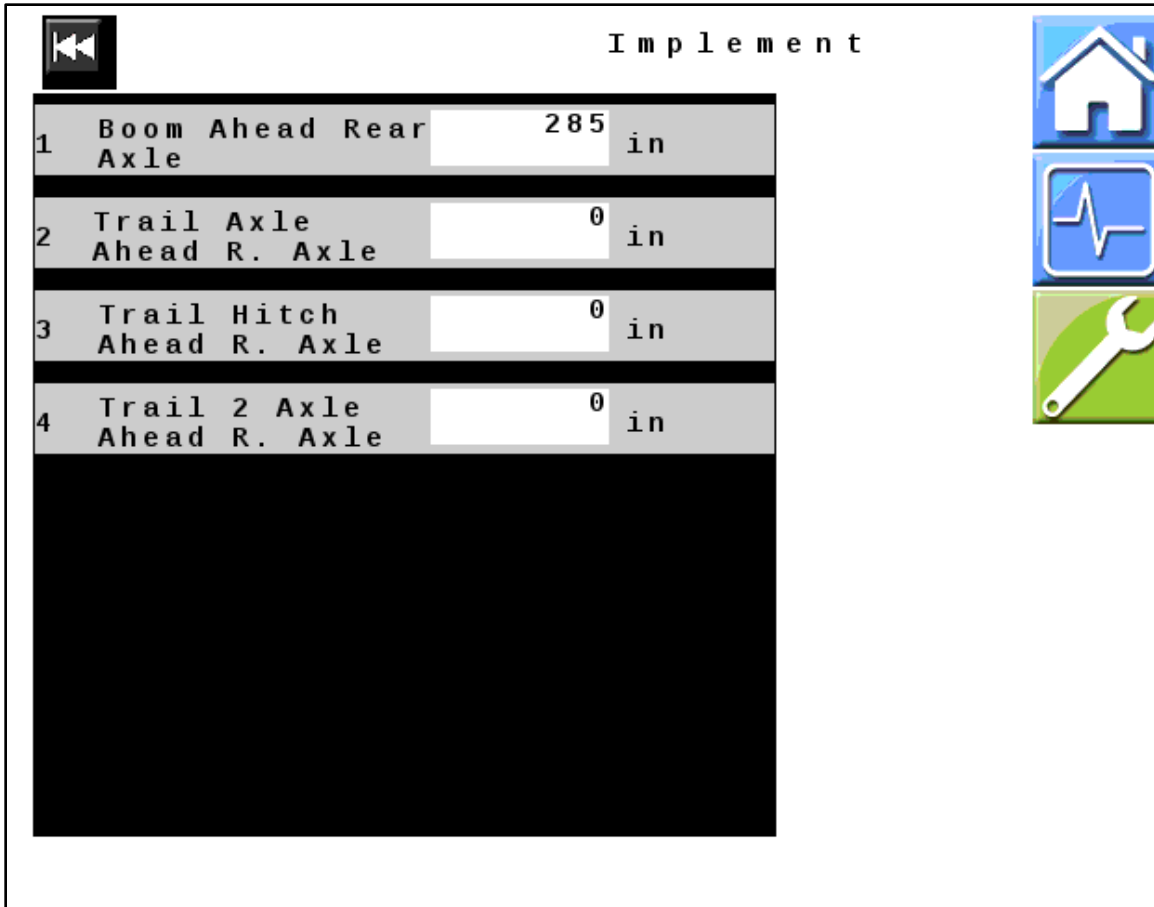 Implement
1 Boom Ahead Rear 285 in
Axle
2 Trail Axle 0 in
Ahead R. Axle
3 Trail Hitch 0 in
Ahead R. Axle
4 Trail 2 Axle 0 in
Ahead R. Axle